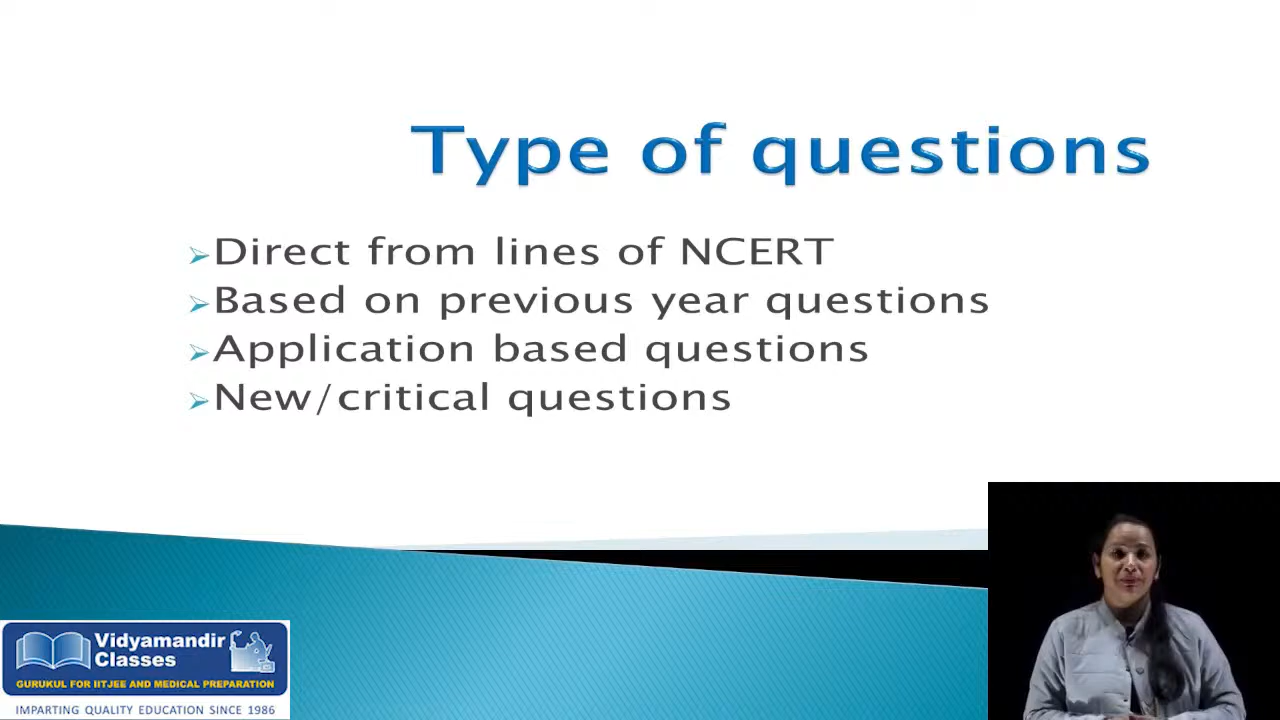 Type of questions
Direct from lines of NCERT
Based on previous year questions
Application based questions
New/critical questions
Vidyamandir
Classes
GURUKUL FOR IITJEE AND MEDICAL PREPARATION
IMPARTING QUALITY EDUCATION SINCE 1986